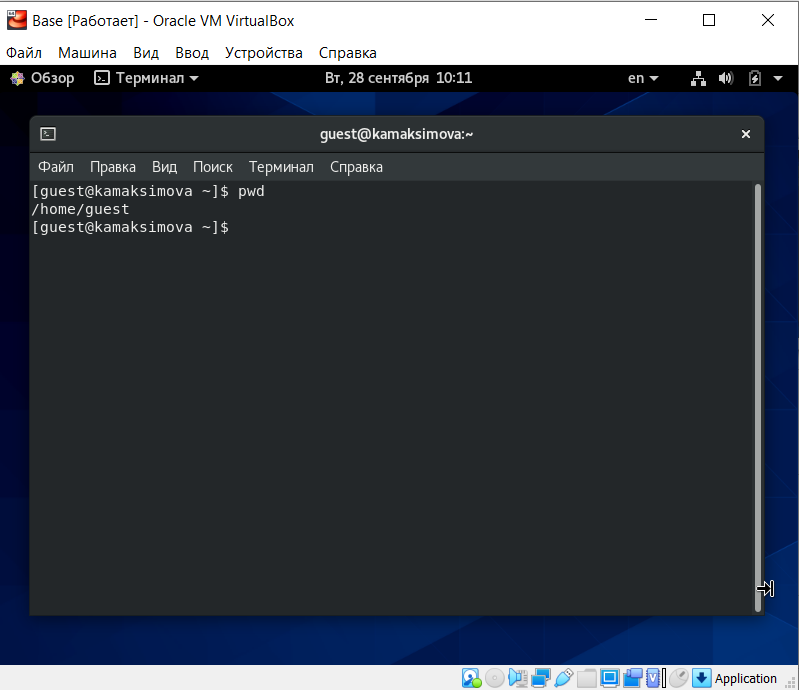 Base [Работает] - Oracle VM VirtualBox
Файл Машина Вид Ввод Устройства Справка
Обзор Терминал Вт, 28 сентября 10:11 en
guest@kamaksimova:~
Файл Правка Вид Поиск Терминал Справка
[guest@kamaksimova ~]$ pwd
/home/guest
[guest@kamaksimova ~]$
Application